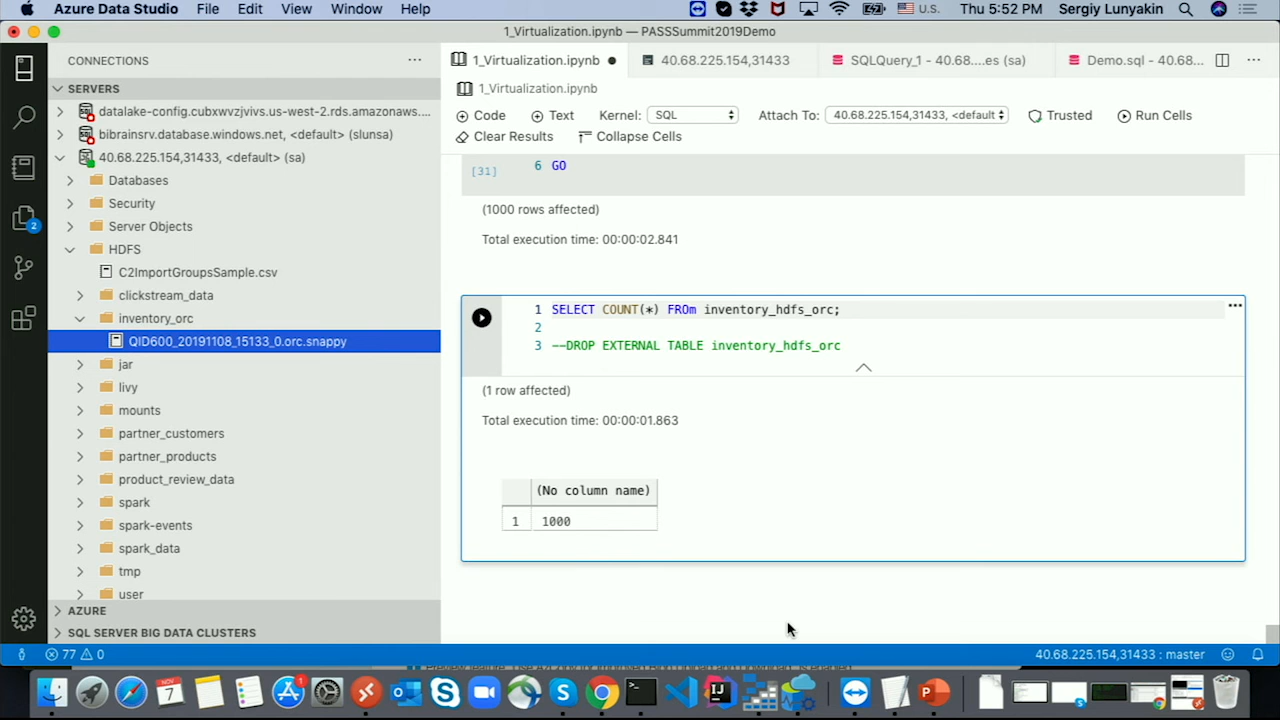 Azure Data Studio File Edit View Window Help U.S. Thu 5:52 PM Sergiy Lunyakin
1_Virtualization.ipynb — PASSSummit2019Demo
CONNECTIONS
SERVERS
datalake-config.cubxwvzjvivs.us-west-2.rds.amazonaws....
bibrainsrv.database.windows.net, <default> (slunsa)
40.68.225.154,31433, <default> (sa)
Databases
Security
Server Objects
HDFS
C2ImportGroupsSample.csv
clickstream_data
inventory_orc
QID600_20191108_15133_0.orc.snappy
jar
livy
mounts
partner_customers
partner_products
product_review_data
spark
spark-events
spark_data
tmp
user
AZURE
SQL SERVER BIG DATA CLUSTERS
2
1_Virtualization.ipynb 40.68.225.154,31433 SQLQuery_1 - 40.68....es (sa) Demo.sql - 40.68...
1_Virtualization.ipynb
Code Text Kernel: SQL Attach To: 40.68.225.154,31433, <default Trusted Run Cells
Clear Results Collapse Cells
[31] 6 GO
(1000 rows affected)
Total execution time: 00:00:02.841
1 SELECT COUNT(*) FROm inventory_hdfs_orc;
2
3 --DROP EXTERNAL TABLE inventory_hdfs_orc
(1 row affected)
Total execution time: 00:00:01.863
(No column name)
1 1000
77 0 40.68.225.154,31433 : master
NOV
7
1